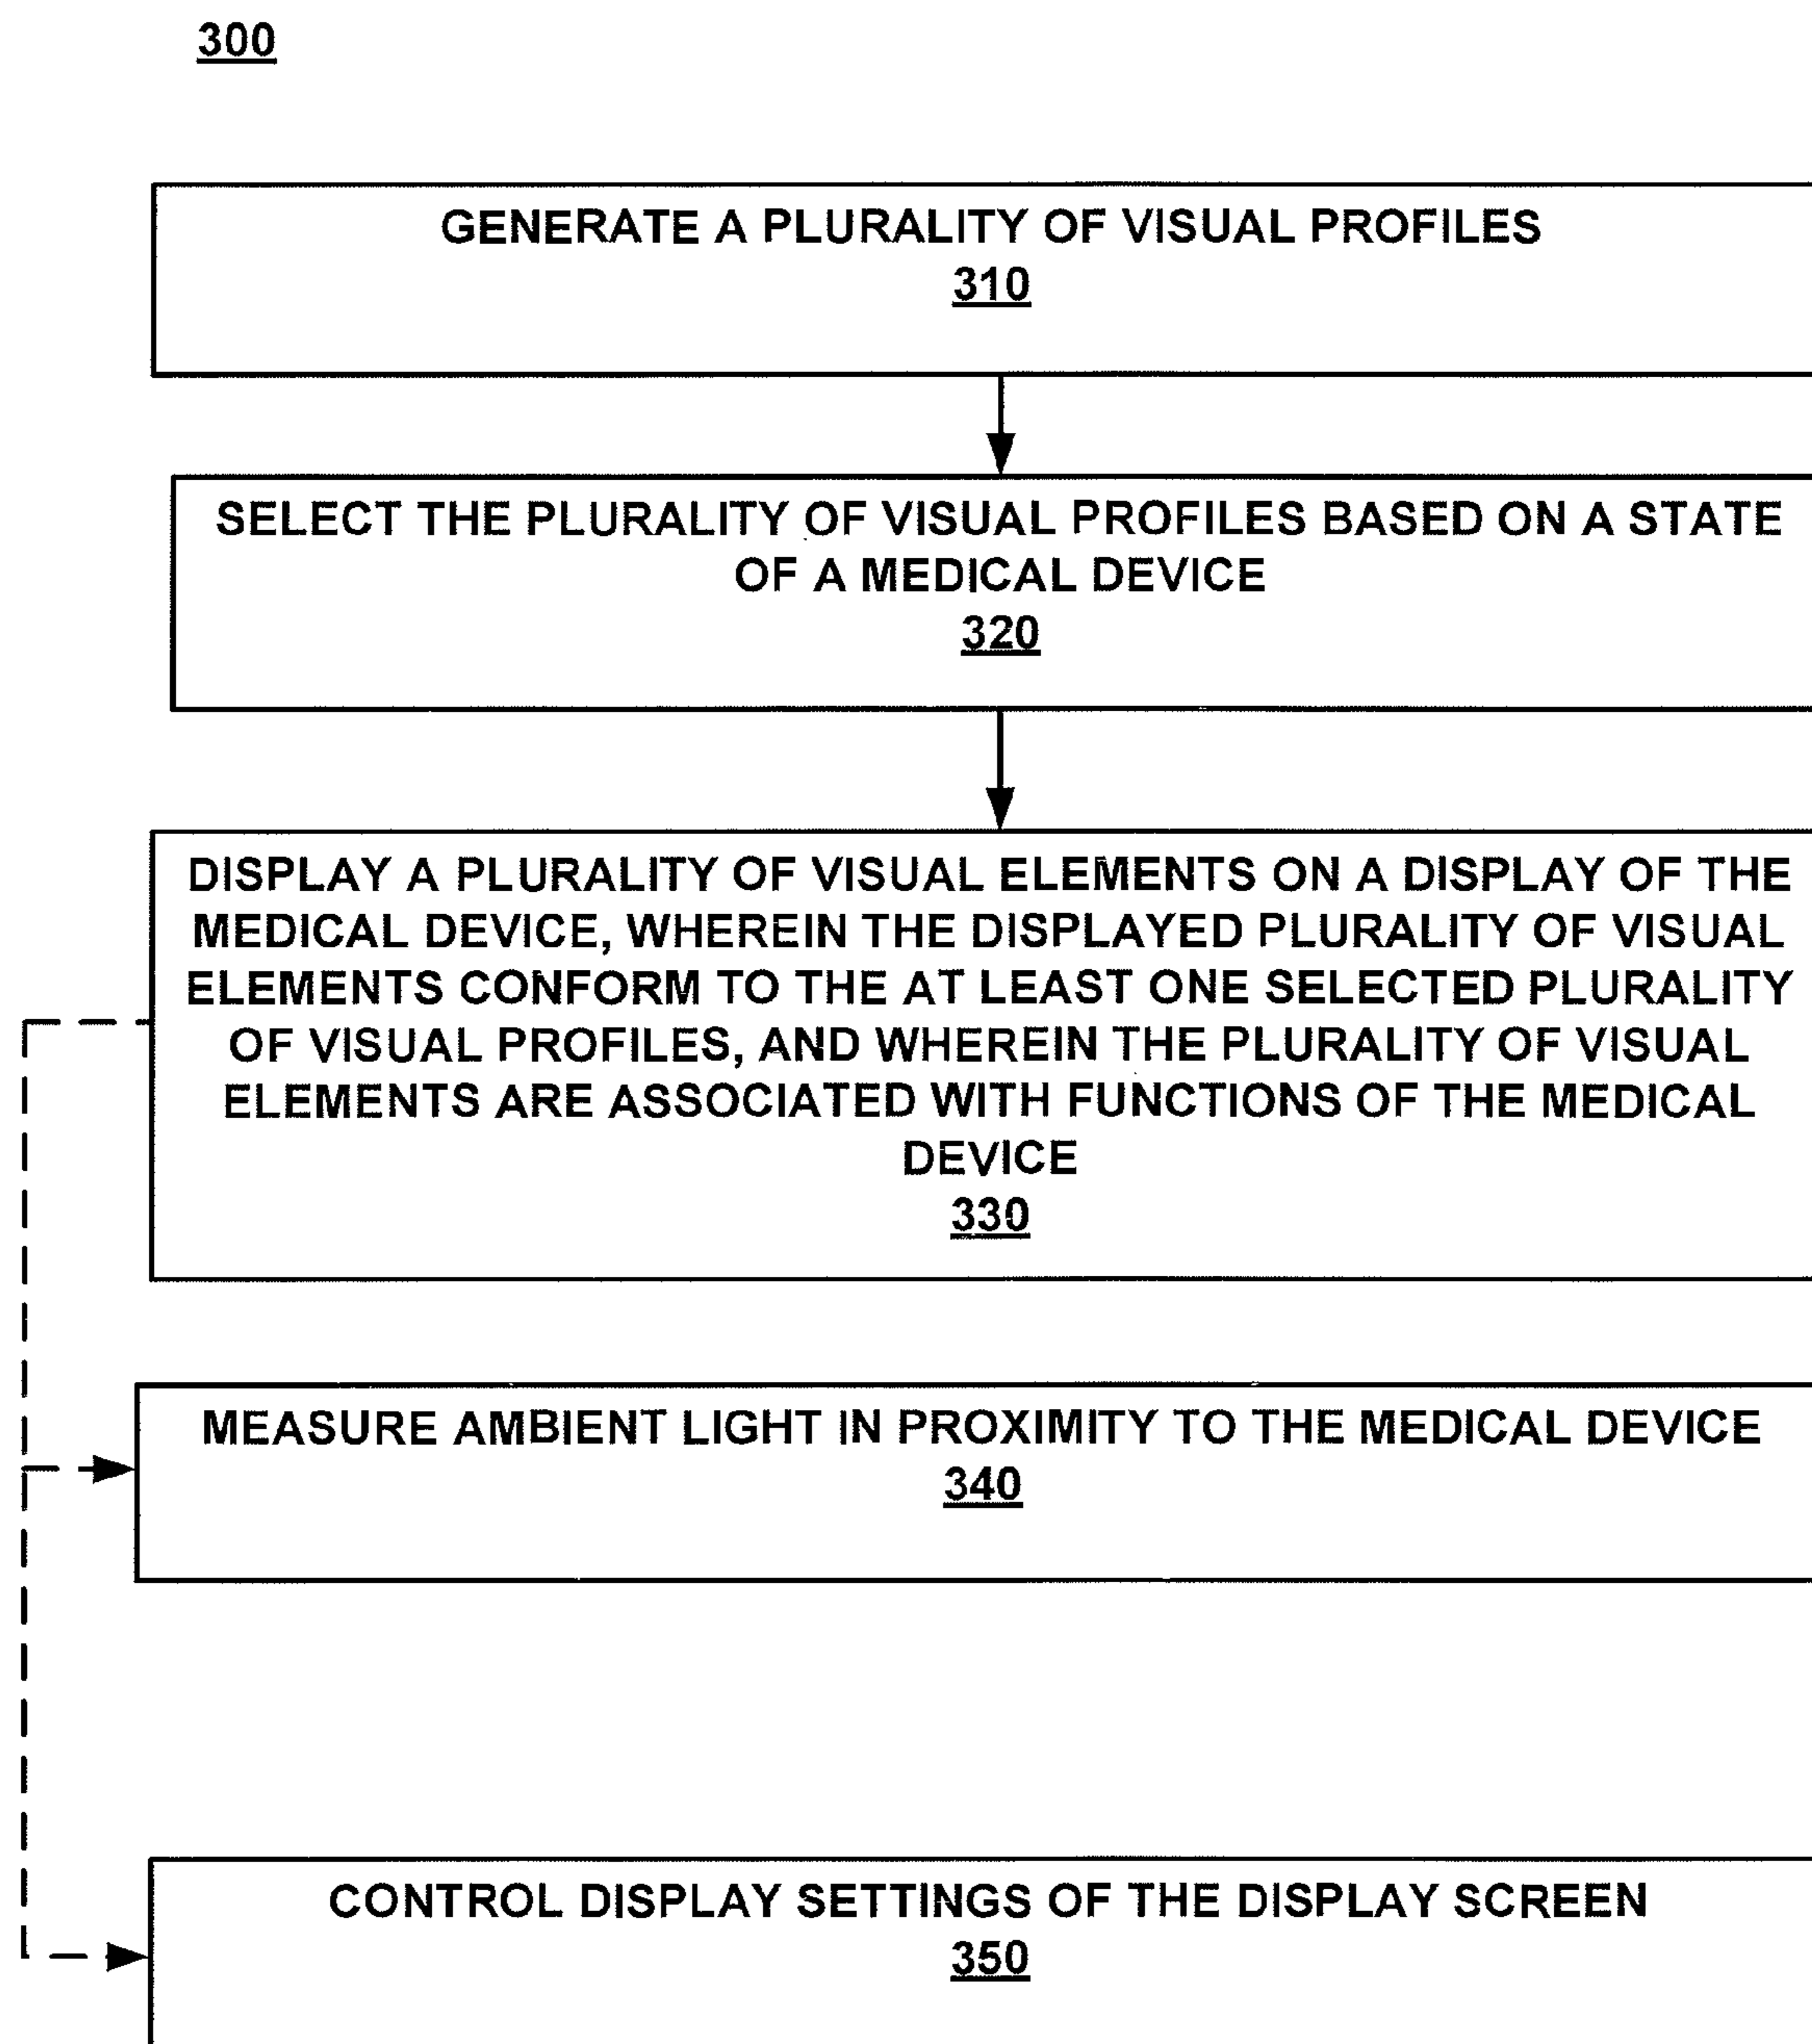 300
GENERATE A PLURALITY OF VISUAL PROFILES
310
SELECT THE PLURALITY OF VISUAL PROFILES BASED ON A STATE
OF A MEDICAL DEVICE
320
DISPLAY A PLURALITY OF VISUAL ELEMENTS ON A DISPLAY OF THE
MEDICAL DEVICE, WHEREIN THE DISPLAYED PLURALITY OF VISUAL
ELEMENTS CONFORM TO THE AT LEAST ONE SELECTED PLURALITY
OF VISUAL PROFILES, AND WHEREIN THE PLURALITY OF VISUAL
ELEMENTS ARE ASSOCIATED WITH FUNCTIONS OF THE MEDICAL
DEVICE
330
MEASURE AMBIENT LIGHT IN PROXIMITY TO THE MEDICAL DEVICE
340
CONTROL DISPLAY SETTINGS OF THE DISPLAY SCREEN
350